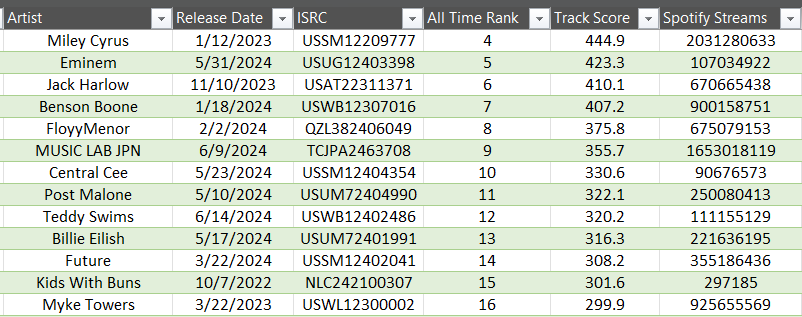 Artist Release Date ISRC All Time Rank Track Score Spotify Streams
Miley Cyrus 1/12/2023 USSM12209777 4 444.9 2031280633
Eminem 5/31/2024 USUG12403398 5 423.3 107034922
Jack Harlow 11/10/2023 USAT22311371 6 410.1 670665438
Benson Boone 1/18/2024 USWB12307016 7 407.2 900158751
FloyyMenor 2/2/2024 QZL382406049 8 375.8 675079153
MUSIC LAB JPN 6/9/2024 TCJPA2463708 9 355.7 1653018119
Central Cee 5/23/2024 USSM12404354 10 330.6 90676573
Post Malone 5/10/2024 USUM72404990 11 322.1 250080413
Teddy Swims 6/14/2024 USWB12402486 12 320.2 111155129
Billie Eilish 5/17/2024 USUM72401991 13 316.3 221636195
Future 3/22/2024 USSM12402041 14 308.2 355186436
Kids With Buns 10/7/2022 NLC242100307 15 301.6 297185
Myke Towers 3/22/2023 USWL12300002 16 299.9 925655569